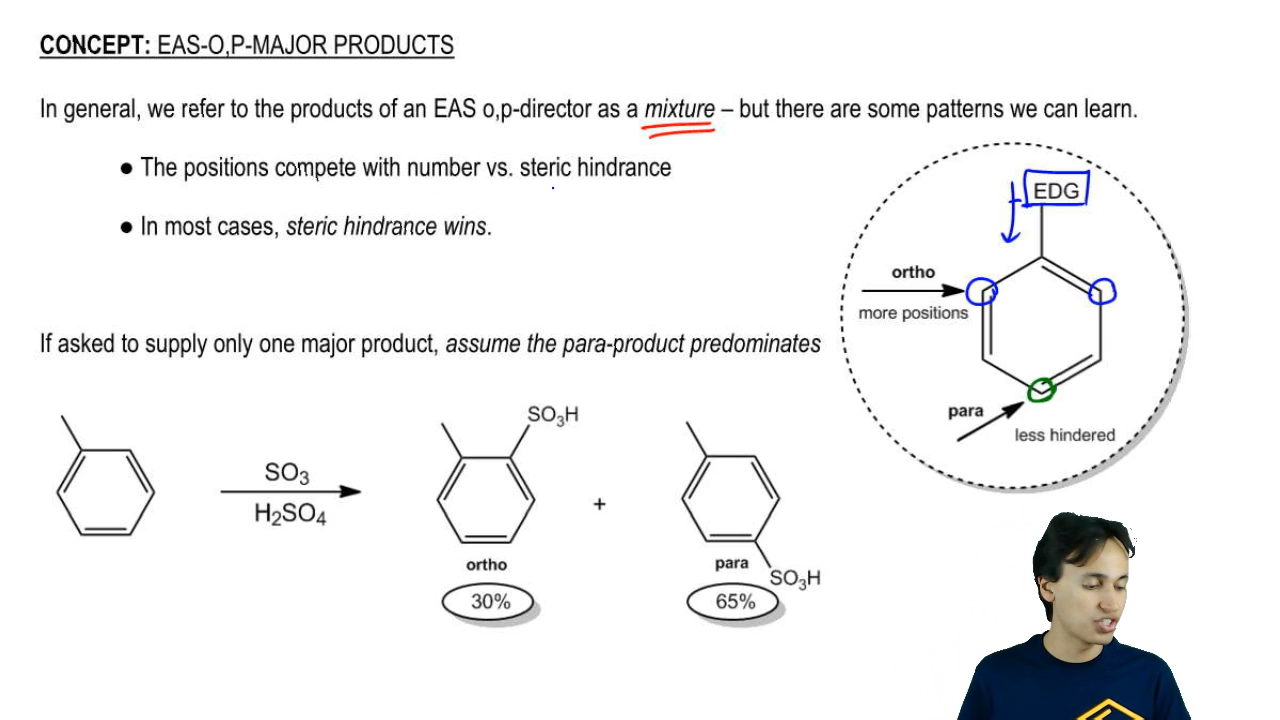 CONCEPT: EAS-O,P-MAJOR PRODUCTS
In general, we refer to the products of an EAS o,p-director as a mixture – but there are some patterns we can learn.
● The positions compete with number vs. steric hindrance
● In most cases, steric hindrance wins.
EDG
ortho
more positions
para
less hindered
If asked to supply only one major product, assume the para-product predominates
SO3
H2SO4
SO3H
ortho
30%
+
SO3H
para
65%